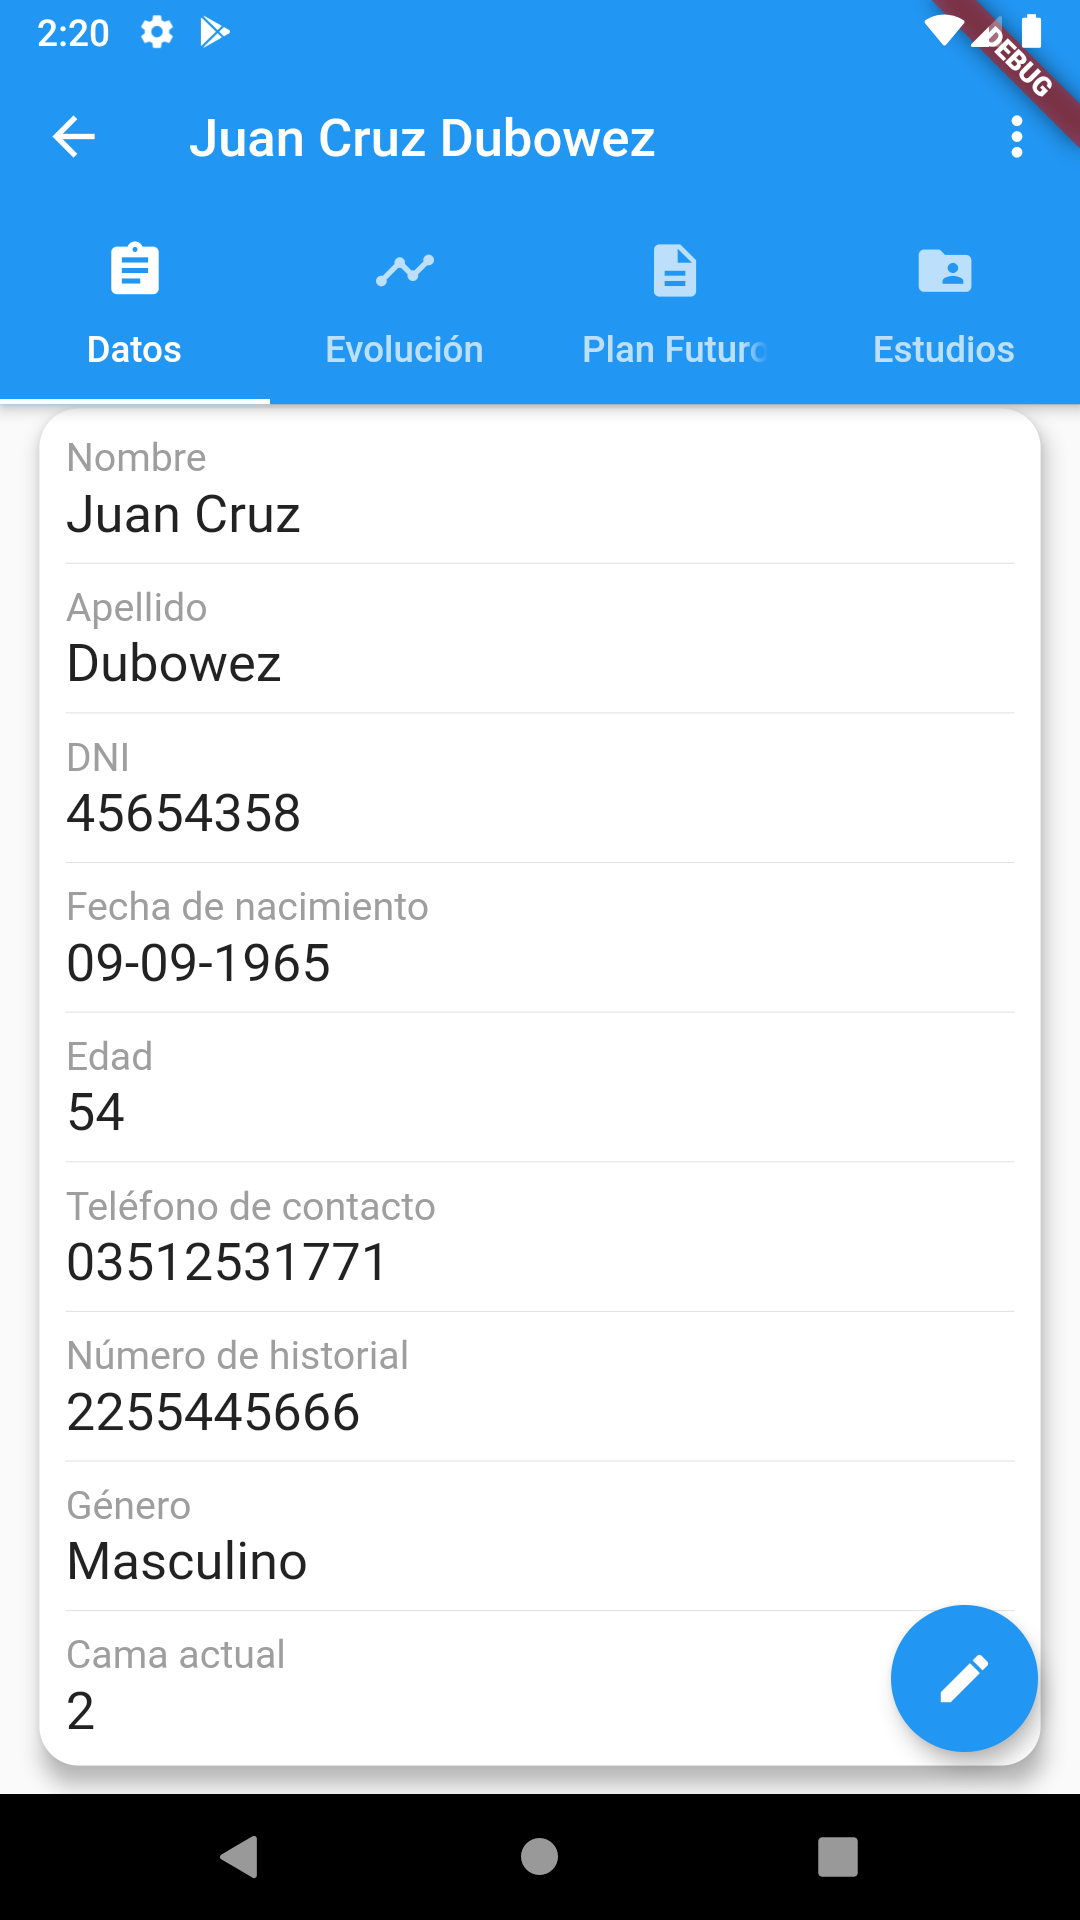 2:20
DEBUG
Juan Cruz Dubowez
Datos Evolución Plan Futuro Estudios
Nombre
Juan Cruz
Apellido
Dubowez
DNI
45654358
Fecha de nacimiento
09-09-1965
Edad
54
Teléfono de contacto
03512531771
Número de historial
2255445666
Género
Masculino
Cama actual
2